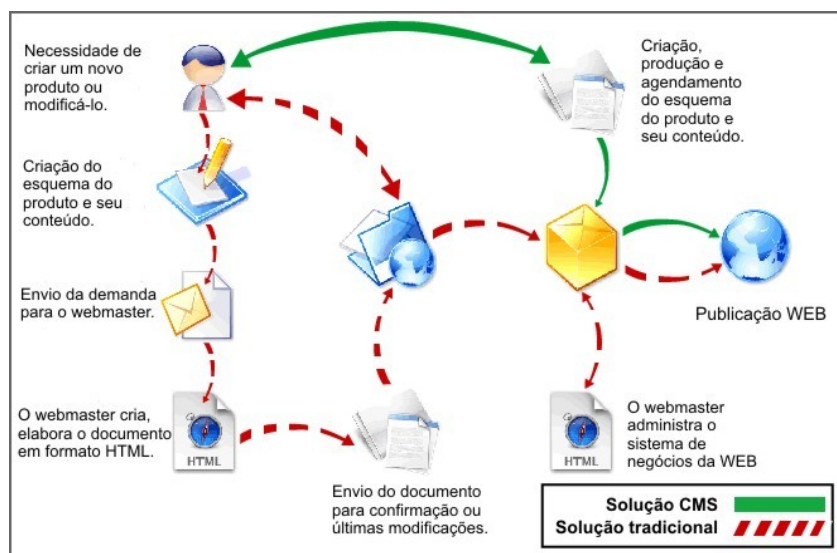 Necessidade de
criar um novo
produto ou
modificá-lo.
Criação,
produção e
agendamento
do esquema
do produto e
seu conteúdo.
Criação do
esquema do
produto e seu
conteúdo.
Envio da demanda
para o webmaster.
Publicação WEB
O webmaster cria,
elabora o documento
em formato HTML.
HTML
Envio do documento
para confirmação ou
últimas modificações.
HTML
O webmaster
administra o
sistema de
negócios da WEB
Solução CMS
Solução tradicional